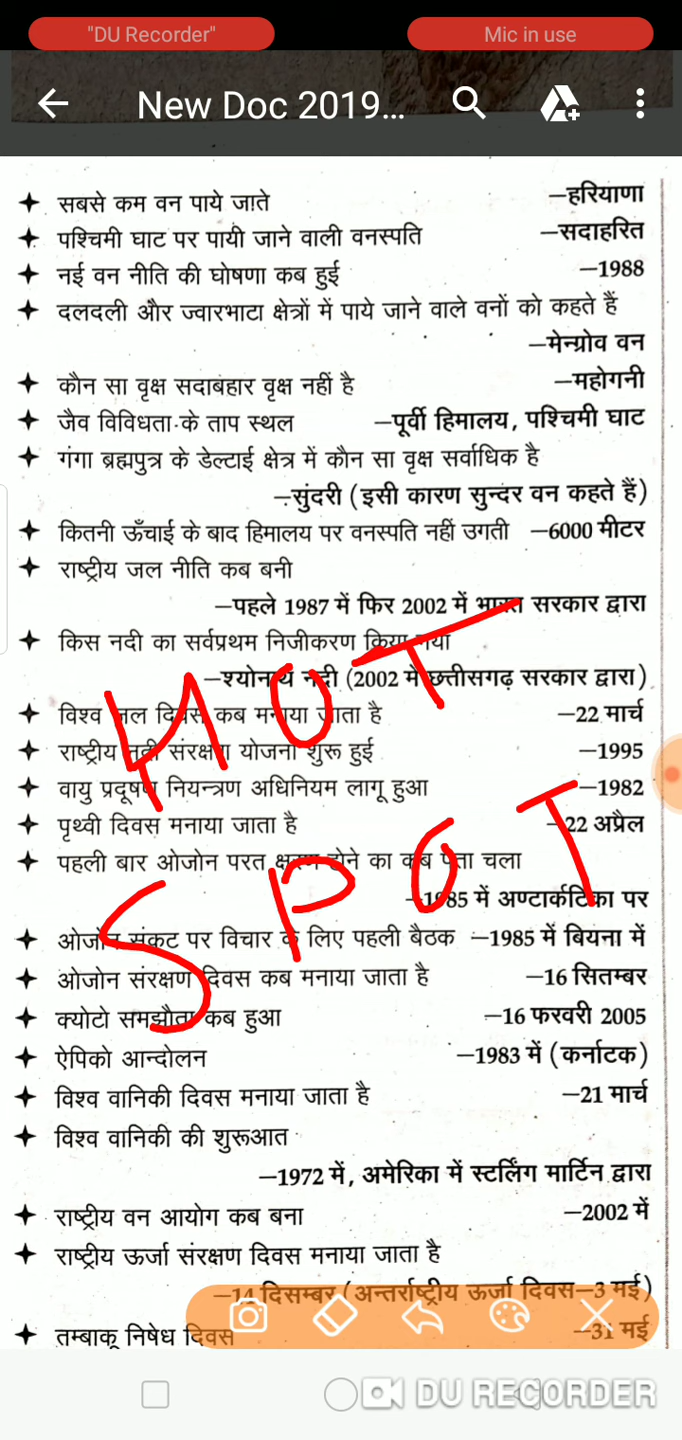 "DU Recorder" Mic in use
New Doc 2019...
सबसे कम वन पाये जाते –हरियाणा
पश्चिमी घाट पर पायी जाने वाली वनस्पति –सदाहरित
नई वन नीति की घोषणा कब हुई –1988
दलदली और ज्वारभाटा क्षेत्रों में पाये जाने वाले वनों को कहते हैं
–मेन्ग्रोव वन
कौन सा वृक्ष सदाबहार वृक्ष नहीं है –महोगनी
जैव विविधता के ताप स्थल –पूर्वी हिमालय, पश्चिमी घाट
गंगा ब्रह्मपुत्र के डेल्टाई क्षेत्र में कौन सा वृक्ष सर्वाधिक है
–सुंदरी (इसी कारण सुन्दर वन कहते हैं)
कितनी ऊँचाई के बाद हिमालय पर वनस्पति नहीं उगती –6000 मीटर
राष्ट्रीय जल नीति कब बनी
–पहले 1987 में फिर 2002 में भारत सरकार द्वारा
किस नदी का सर्वप्रथम निजीकरण किया गया
–श्योनाथ नदी (2002 में छत्तीसगढ़ सरकार द्वारा)
HOT
विश्व जल दिवस कब मनाया जाता है –22 मार्च
राष्ट्रीय नदी संरक्षण योजना शुरू हुई –1995
वायु प्रदूषण नियन्त्रण अधिनियम लागू हुआ –1982
पृथ्वी दिवस मनाया जाता है –22 अप्रैल
पहली बार ओजोन परत क्षरण होने का कब पता चला
–1985 में अण्टार्कटिका पर
SPOT
ओजोन संकट पर विचार के लिए पहली बैठक –1985 में बियना में
ओजोन संरक्षण दिवस कब मनाया जाता है –16 सितम्बर
क्योटो समझौता कब हुआ –16 फरवरी 2005
ऐपिको आन्दोलन –1983 में (कर्नाटक)
विश्व वानिकी दिवस मनाया जाता है –21 मार्च
विश्व वानिकी की शुरूआत
–1972 में, अमेरिका में स्टर्लिंग मार्टिन द्वारा
राष्ट्रीय वन आयोग कब बना –2002 में
राष्ट्रीय ऊर्जा संरक्षण दिवस मनाया जाता है
–14 दिसम्बर (अन्तर्राष्ट्रीय ऊर्जा दिवस–3 मई)
तम्बाकू निषेध दिवस –31 मई
DU RECORDER